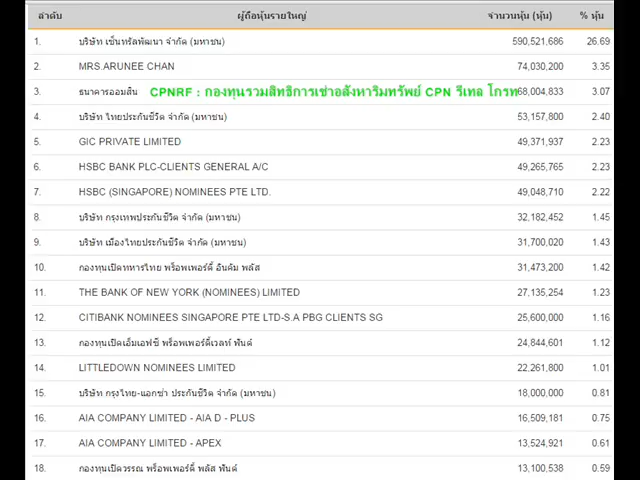 ลำดับ ผู้ถือหุ้นรายใหญ่ จำนวนหุ้น (หุ้น) % หุ้น
1. บริษัท เซ็นทรัลพัฒนา จำกัด (มหาชน) 590,521,686 26.69
2. MRS.ARUNEE CHAN 74,030,200 3.35
3. ธนาคารออมสิน CPNRF : กองทุนรวมสิทธิการเช่าอสังหาริมทรัพย์ CPN รีเทล โกรท 68,004,833 3.07
4. บริษัท ไทยประกันชีวิต จำกัด (มหาชน) 53,157,800 2.40
5. GIC PRIVATE LIMITED 49,371,937 2.23
6. HSBC BANK PLC-CLIENTS GENERAL A/C 49,265,765 2.23
7. HSBC (SINGAPORE) NOMINEES PTE LTD. 49,048,710 2.22
8. บริษัท กรุงเทพประกันชีวิต จำกัด (มหาชน) 32,182,452 1.45
9. บริษัท เมืองไทยประกันชีวิต จำกัด (มหาชน) 31,700,020 1.43
10. กองทุนเปิดทหารไทย พร็อพเพอร์ตี้ อินคัม พลัส 31,473,200 1.42
11. THE BANK OF NEW YORK (NOMINEES) LIMITED 27,135,254 1.23
12. CITIBANK NOMINEES SINGAPORE PTE LTD-S.A PBG CLIENTS SG 25,600,000 1.16
13. กองทุนเปิดเอ็มเอฟซี พร็อพเพอร์ตี้เวลท์ ฟันด์ 24,844,601 1.12
14. LITTLEDOWN NOMINEES LIMITED 22,261,800 1.01
15. บริษัท กรุงไทย-แอกซ่า ประกันชีวิต จำกัด (มหาชน) 18,000,000 0.81
16. AIA COMPANY LIMITED - AIA D - PLUS 16,509,181 0.75
17. AIA COMPANY LIMITED - APEX 13,524,921 0.61
18. กองทุนเปิดวรรณ พร็อพเพอร์ตี้ พลัส ฟันด์ 13,100,538 0.59